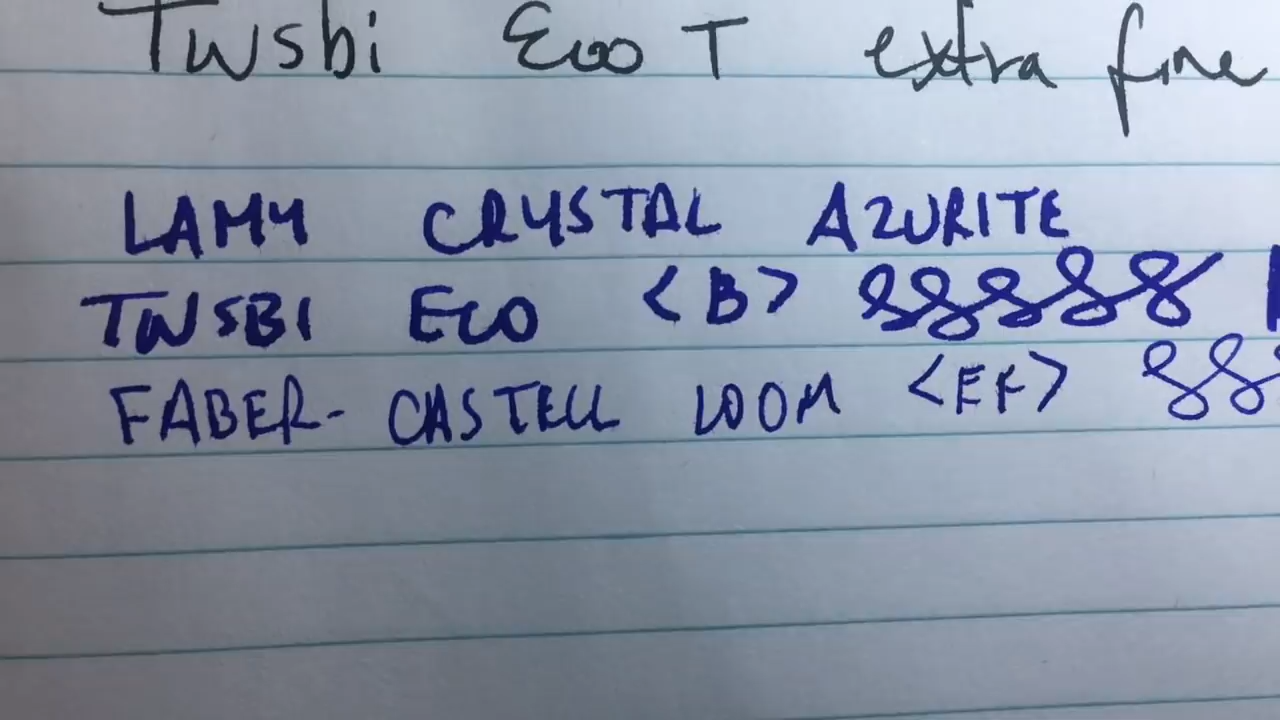 Twsbi Eco T extra fine
LAMY CRYSTAL AZURITE
TWSBI ECO <B>
FABER-CASTELL LOOM <EF>